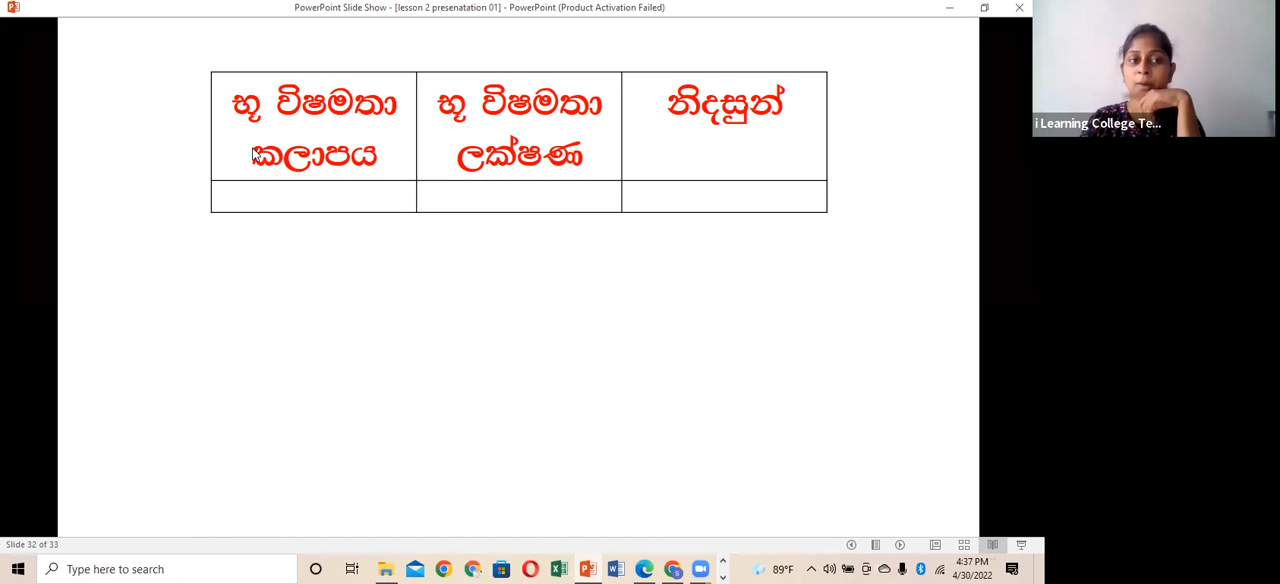 PowerPoint Slide Show - [lesson 2 presenatation 01] - PowerPoint (Product Activation Failed)
භූ විෂමතා කලාපය
භූ විෂමතා ලක්ෂණ
නිදසුන්
i Learning College Te...
Slide 32 of 33
Type here to search
89°F
4:37 PM
4/30/2022